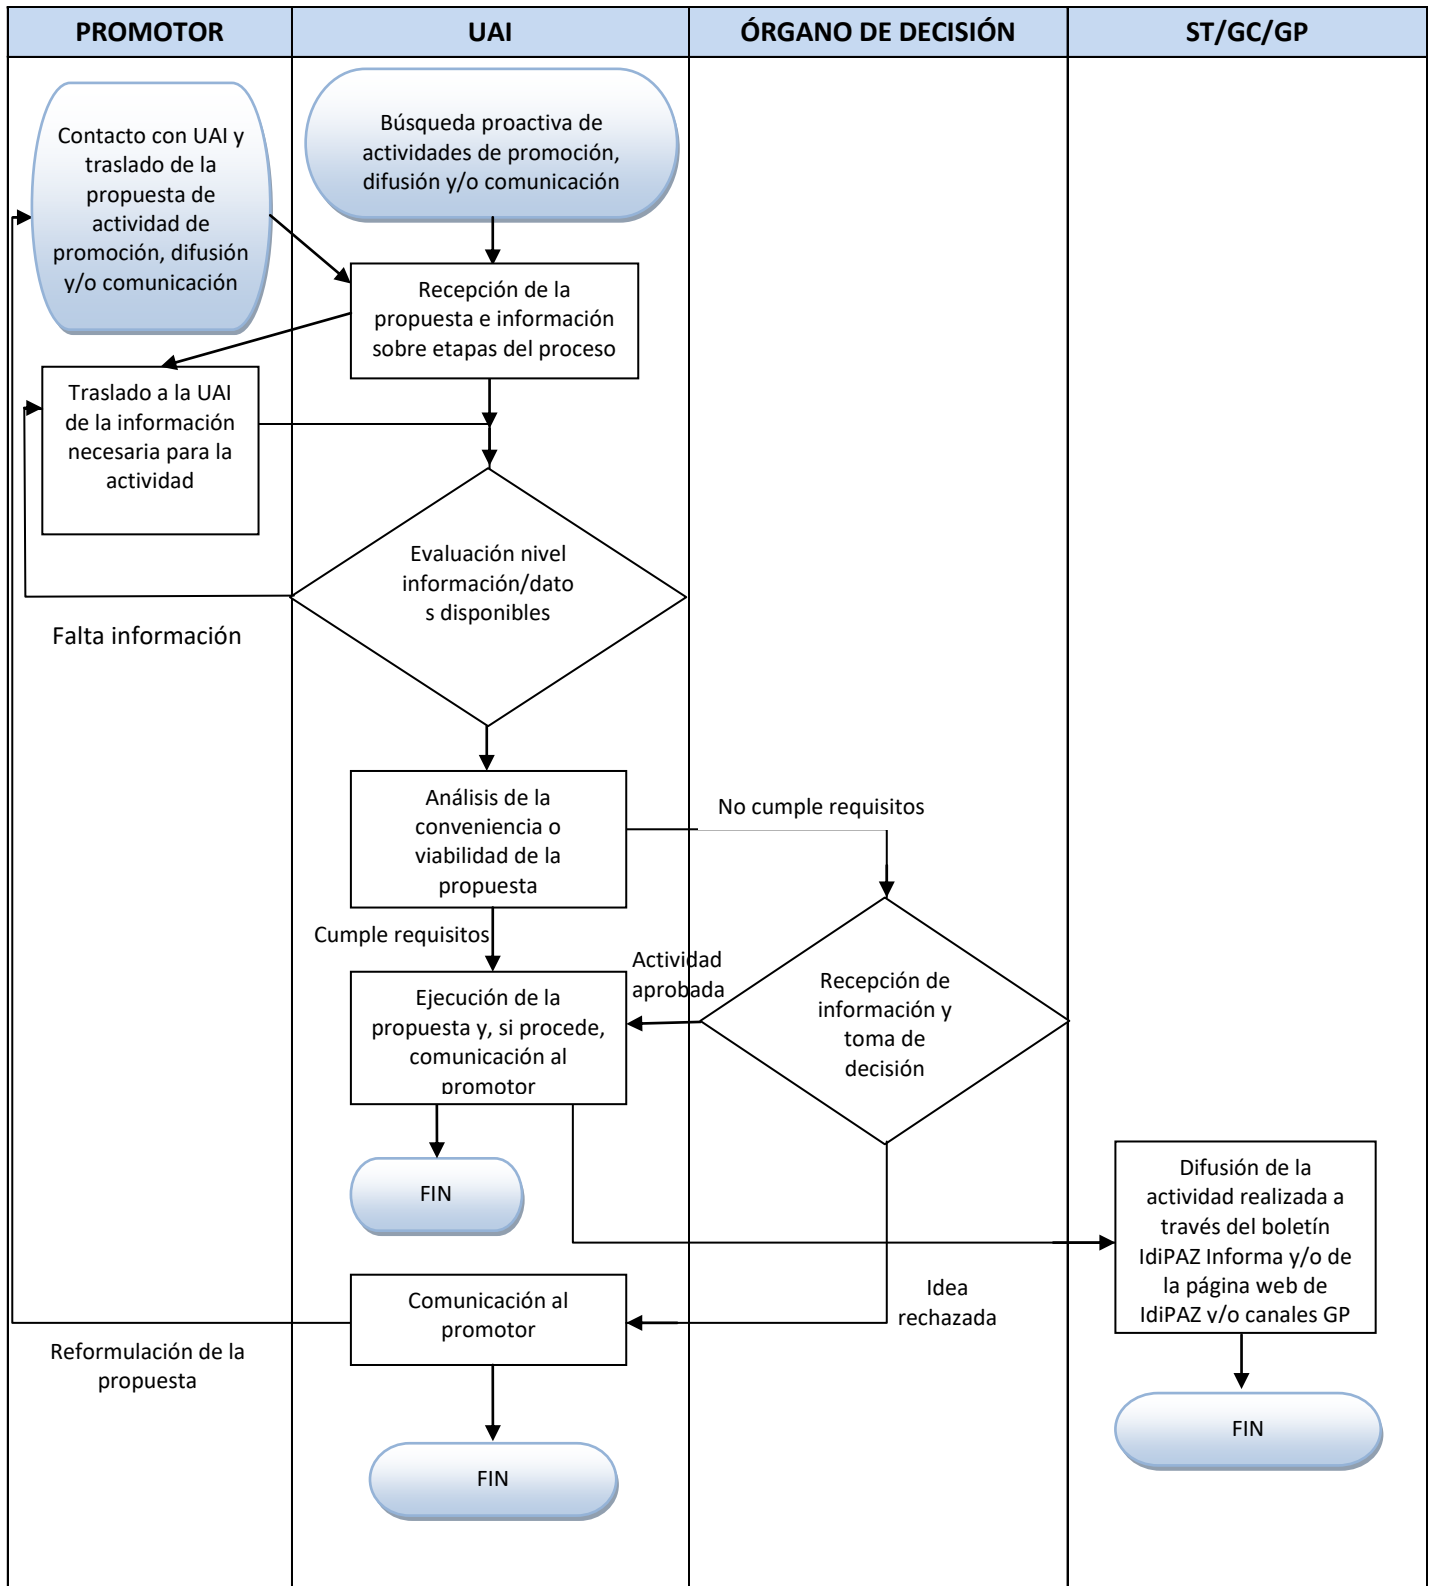 PROMOTOR
UAI
ÓRGANO DE DECISIÓN
ST/GC/GP
Contacto con UAI y
traslado de la
propuesta de
actividad de
promoción, difusión
y/o comunicación
Búsqueda proactiva de
actividades de promoción,
difusión y/o comunicación
Recepción de la
propuesta e información
sobre etapas del proceso
Traslado a la UAI
de la información
necesaria para la
actividad
Evaluación nivel
información/dato
s disponibles
Falta información
Análisis de la
conveniencia o
viabilidad de la
propuesta
No cumple requisitos
Cumple requisitos
Actividad
aprobada
Recepción de
información y
toma de
decisión
Ejecución de la
propuesta y, si procede,
comunicación al
promotor
FIN
Difusión de la
actividad realizada a
través del boletín
IdiPAZ Informa y/o de
la página web de
IdiPAZ y/o canales GP
Idea
rechazada
Comunicación al
promotor
Reformulación de la
propuesta
FIN
FIN